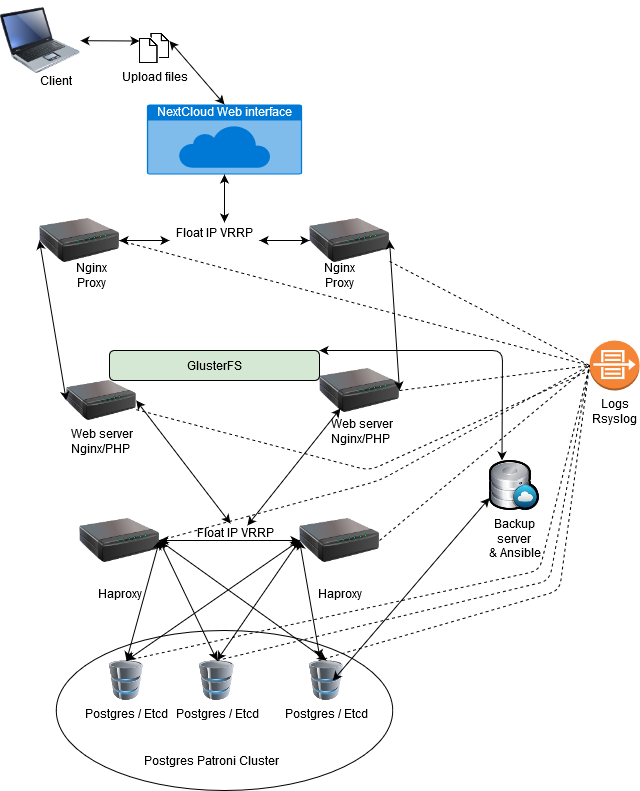 Client
Upload files
NextCloud Web interface
Float IP VRRP
Nginx
Proxy
Nginx
Proxy
GlusterFS
Web server
Nginx/PHP
Web server
Nginx/PHP
Logs
Rsyslog
Float IP VRRP
Backup
server
& Ansible
Haproxy
Haproxy
Postgres / Etcd
Postgres / Etcd
Postgres / Etcd
Postgres Patroni Cluster